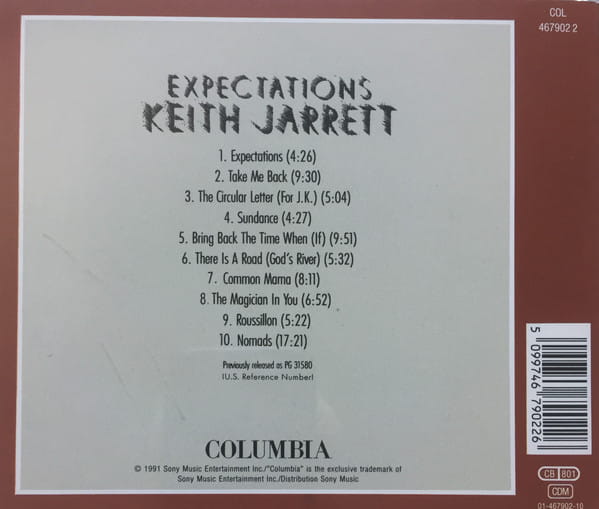 COL
467902 2
EXPECTATIONS
KEITH JARRETT
1. Expectations (4:26)
2. Take Me Back (9:30)
3. The Circular Letter (For J.K.) (5:04)
4. Sundance (4:27)
5. Bring Back The Time When (If) (9:51)
6. There Is A Road (God's River) (5:32)
7. Common Mama (8:11)
8. The Magician In You (6:52)
9. Roussillon (5:22)
10. Nomads (17:21)
Previously released as PG 31580
(U.S. Reference Number)
COLUMBIA
© 1991 Sony Music Entertainment Inc./"Columbia" is the exclusive trademark of
Sony Music Entertainment Inc./Distribution Sony Music
5 099746 790226
CB 801
CDM
01-467902-10